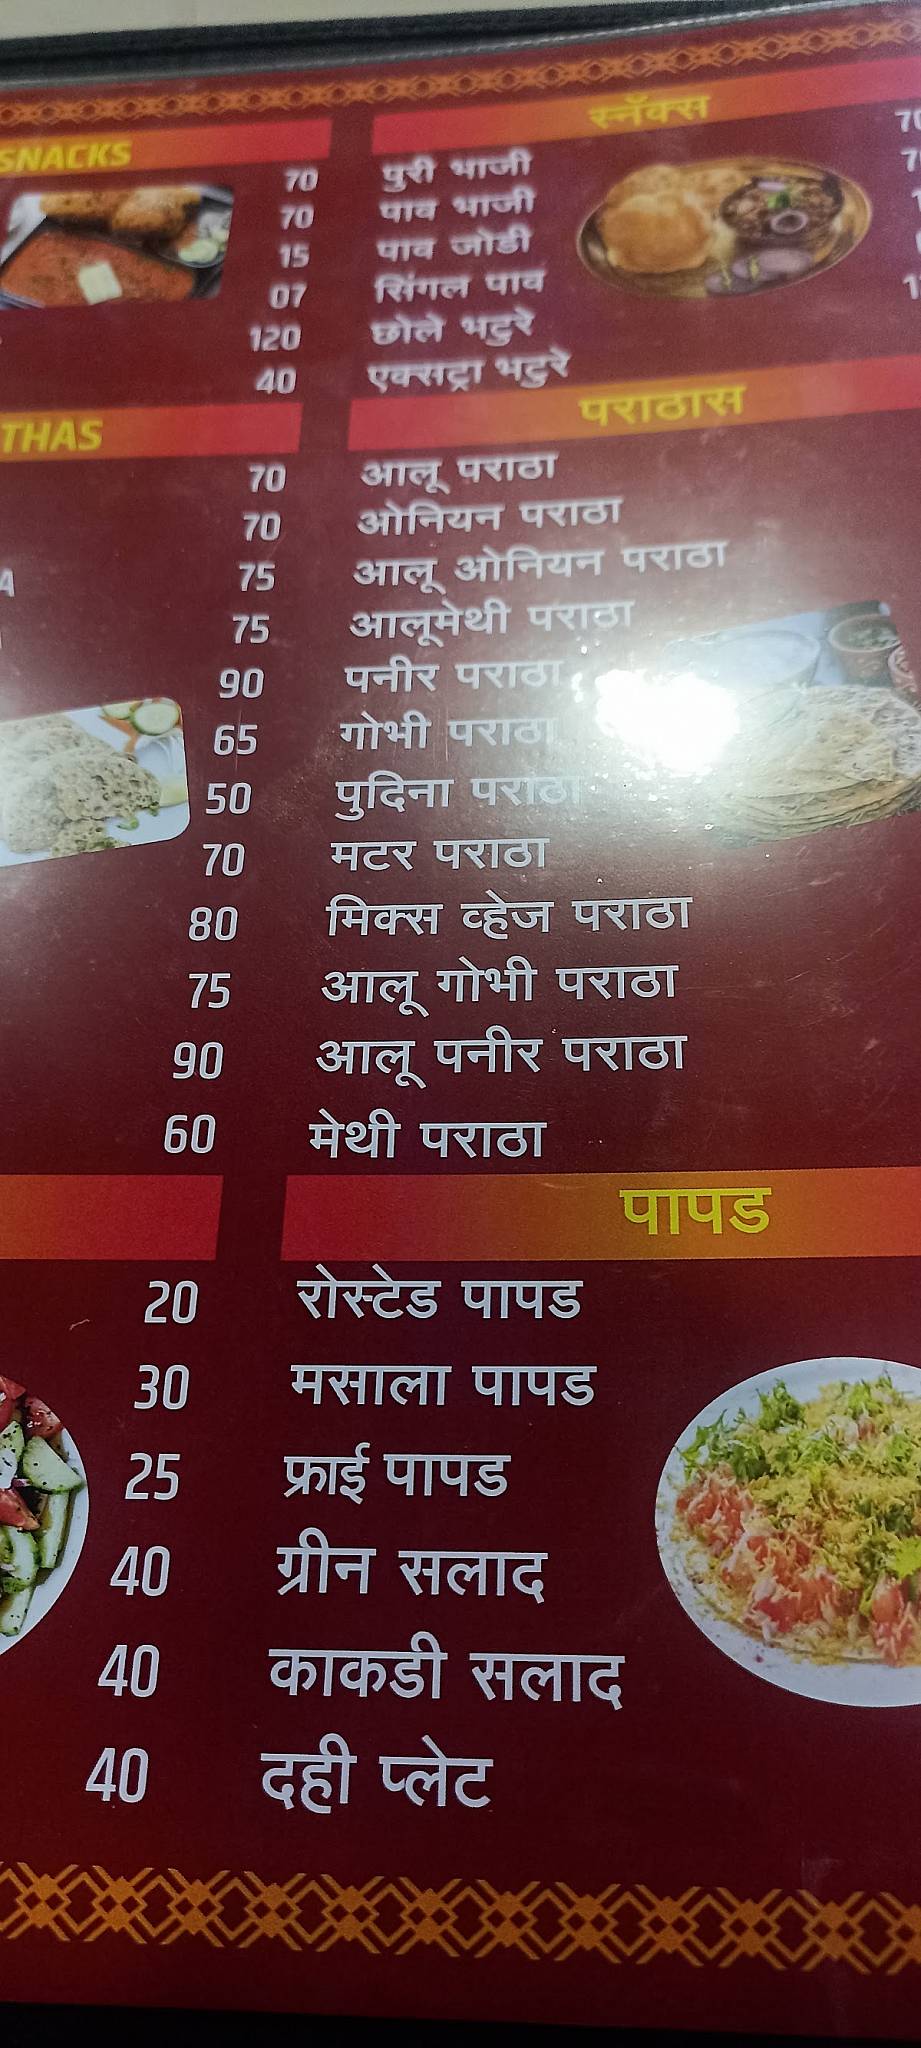 स्नॅक्स
SNACKS
70 पुरी भाजी 70
70 पाव भाजी
15 पाव जोडी
07 सिंगल पाव
120 छोले भटुरे
40 एक्सट्रा भटुरे
THAS पराठास
70 आलू पराठा
70 ओनियन पराठा
A 75 आलू ओनियन पराठा
75 आलूमेथी पराठा
90 पनीर पराठा
65 गोभी पराठा
50 पुदिना पराठा
70 मटर पराठा
80 मिक्स व्हेज पराठा
75 आलू गोभी पराठा
90 आलू पनीर पराठा
60 मेथी पराठा
पापड
20 रोस्टेड पापड
30 मसाला पापड
25 फ्राई पापड
40 ग्रीन सलाद
40 काकडी सलाद
40 दही प्लेट